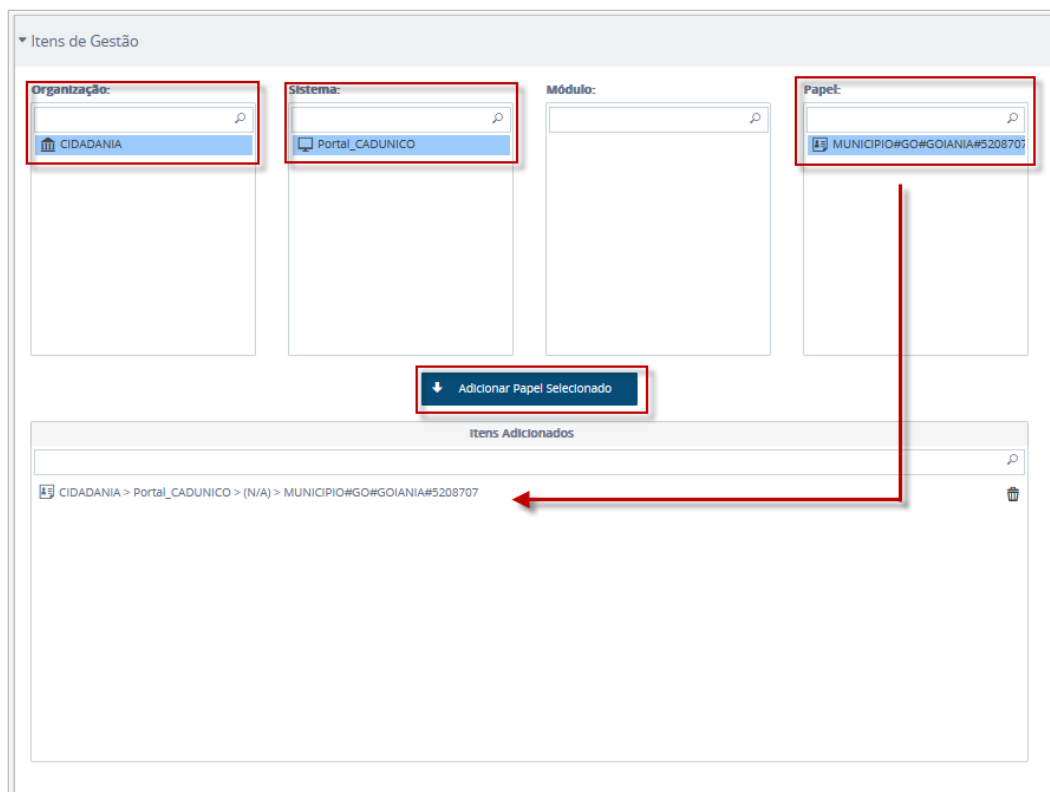 Itens de Gestão
Organização: Sistema: Módulo: Papel:
CIDADANIA Portal_CADUNICO MUNICIPIO#GO#GOIANIA#5208707
Adicionar Papel Selecionado
Itens Adicionados
CIDADANIA > Portal_CADUNICO > (N/A) > MUNICIPIO#GO#GOIANIA#5208707